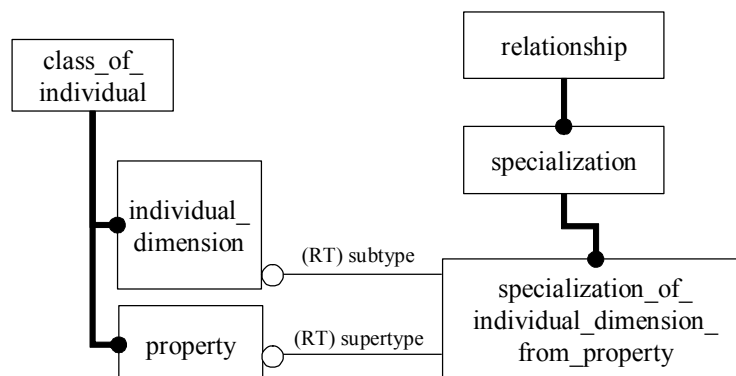 class_of_
individual
relationship
specialization
individual_
dimension
(RT) subtype
specialization_of_
individual_dimension_
from_property
property
(RT) supertype